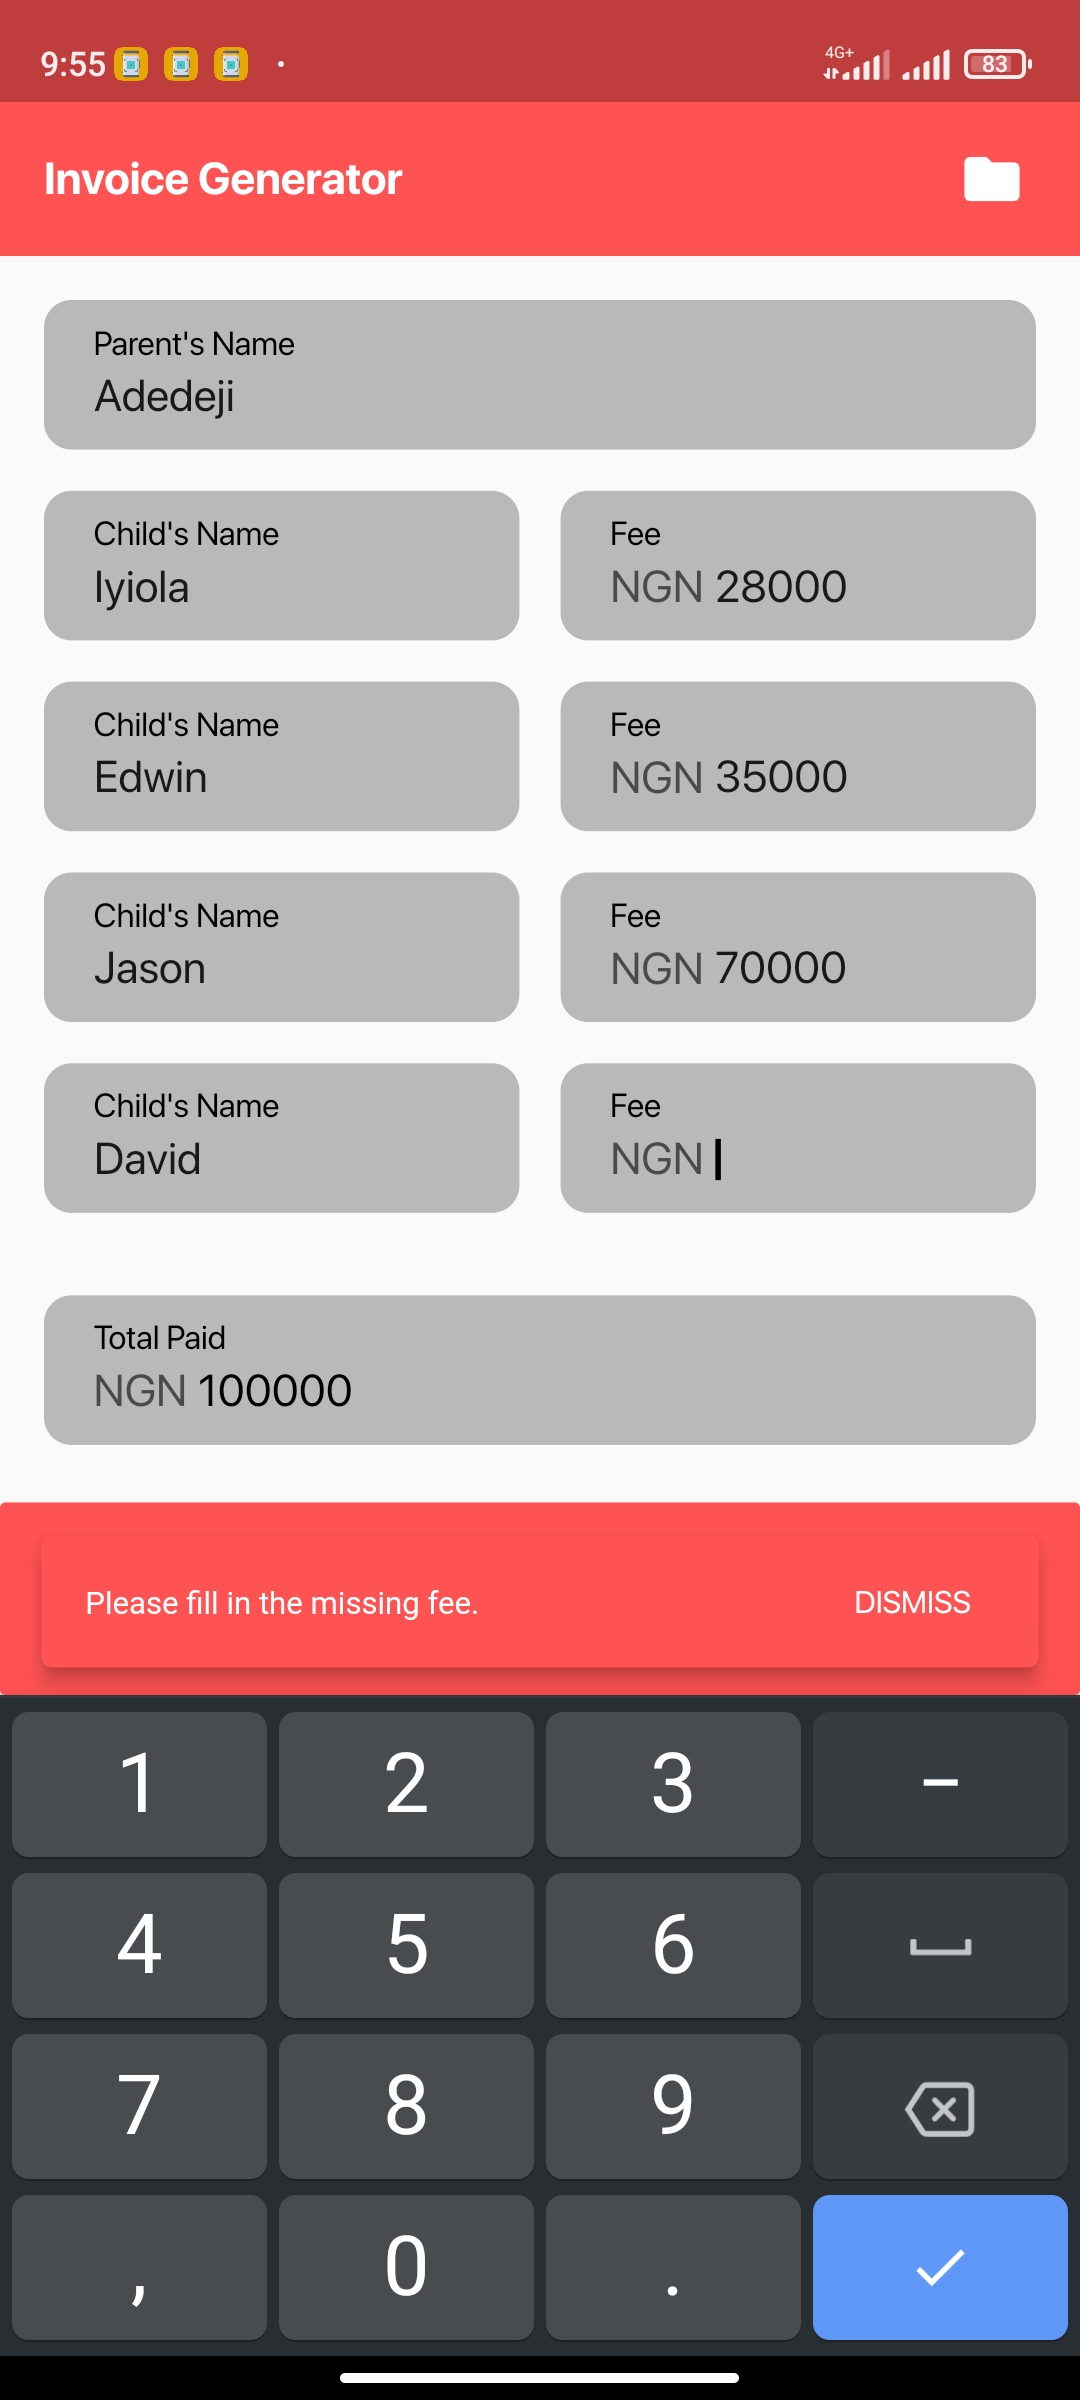 9:55
4G+
83
Invoice Generator
Parent's Name
Adedeji
Child's Name
Iyiola
Fee
NGN 28000
Child's Name
Edwin
Fee
NGN 35000
Child's Name
Jason
Fee
NGN 70000
Child's Name
David
Fee
NGN
Total Paid
NGN 100000
Please fill in the missing fee.
DISMISS
1 2 3 –
4 5 6
7 8 9
, 0 .